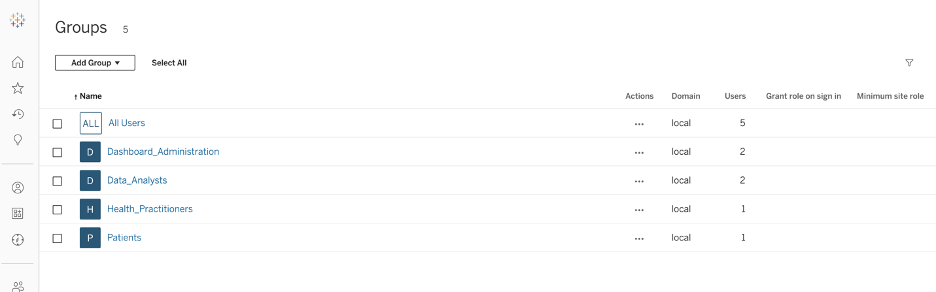 Groups 5
Add Group ▾ Select All
↑ Name Actions Domain Users Grant role on sign in Minimum site role
ALL All Users ••• local 5
D Dashboard_Administration ••• local 2
D Data_Analysts ••• local 2
H Health_Practitioners ••• local 1
P Patients ••• local 1